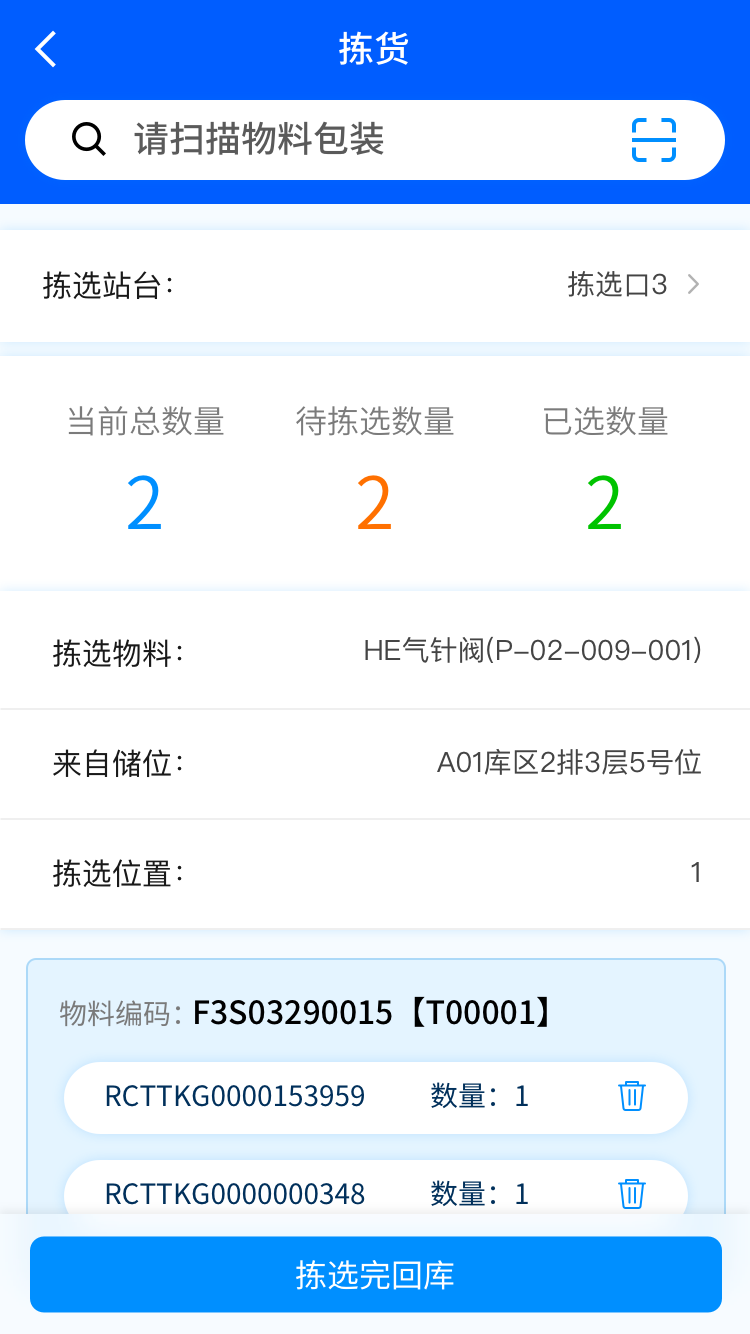 拣货
请扫描物料包装
拣选站台： 拣选口3
当前总数量 待拣选数量 已选数量
2 2 2
拣选物料： HE气针阀(P-02-009-001)
来自储位： A01库区2排3层5号位
拣选位置： 1
物料编码：F3S03290015【T00001】
RCTTKG0000153959 数量：1
RCTTKG0000000348 数量：1
拣选完回库